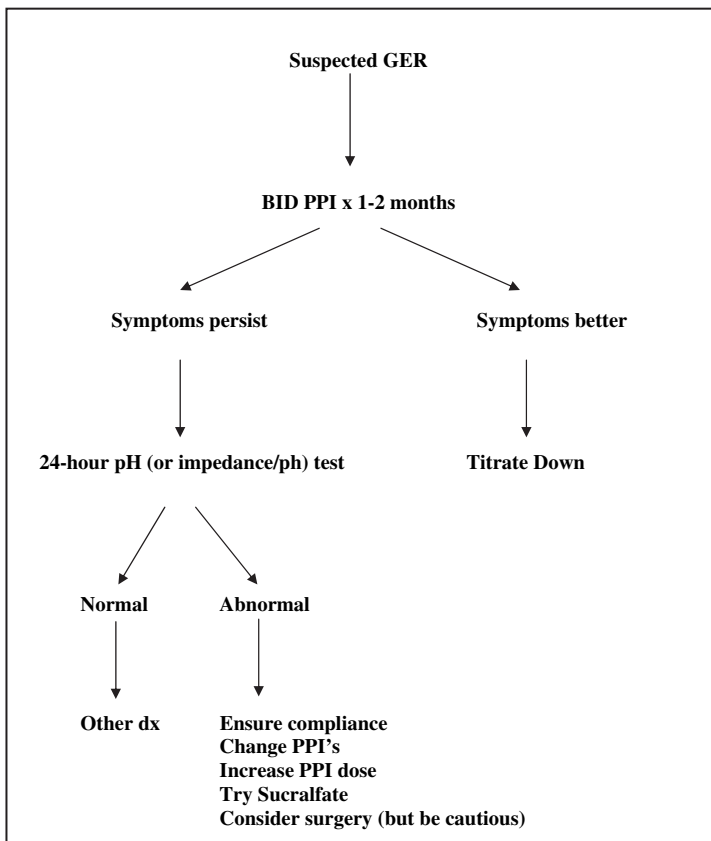 Suspected GER
BID PPI x 1-2 months
Symptoms persist
Symptoms better
24-hour pH (or impedance/ph) test
Titrate Down
Normal
Abnormal
Other dx
Ensure compliance
Change PPI's
Increase PPI dose
Try Sucralfate
Consider surgery (but be cautious)